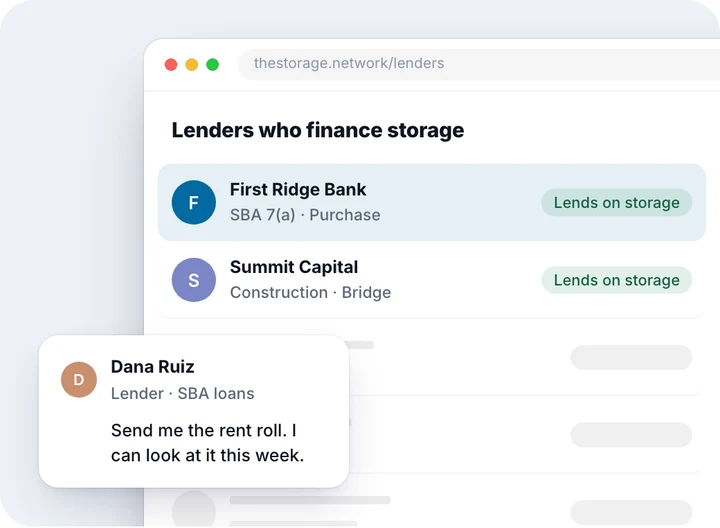 thestorage.network/lenders
Lenders who finance storage
F
First Ridge Bank
SBA 7(a) · Purchase
Lends on storage
S
Summit Capital
Construction · Bridge
Lends on storage
D
Dana Ruiz
Lender · SBA loans
Send me the rent roll. I
can look at it this week.